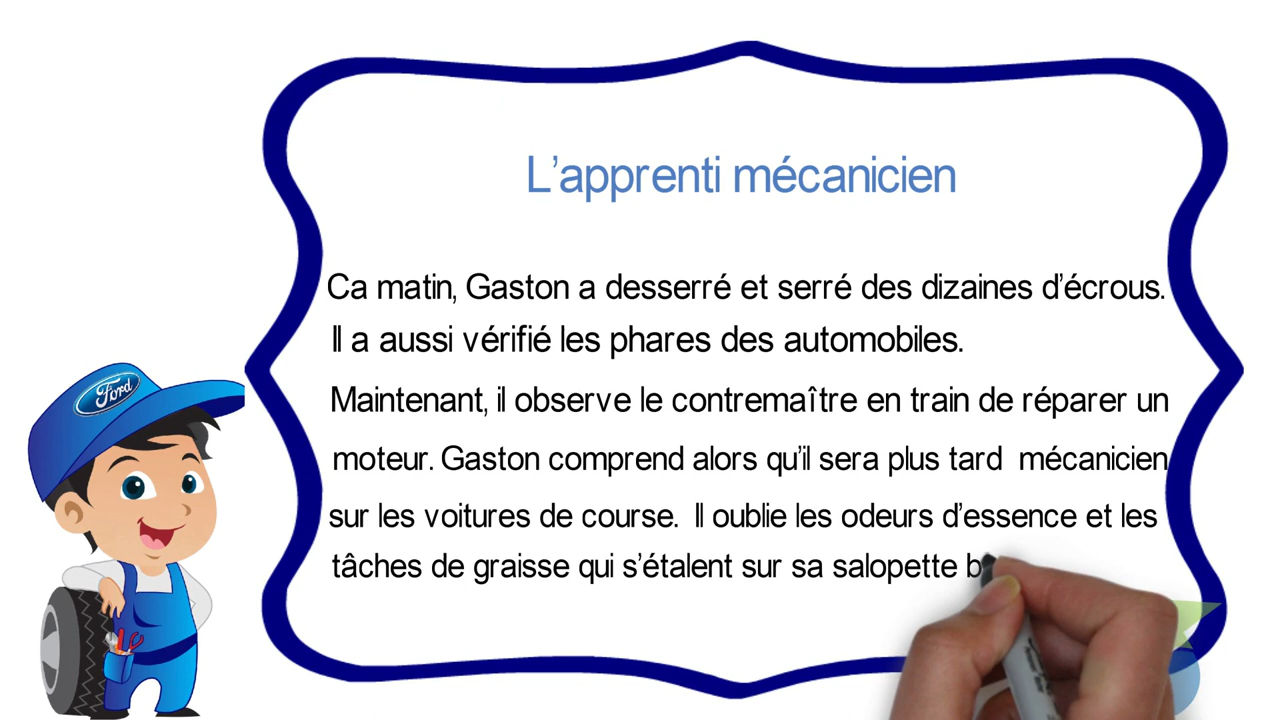 L'apprenti mécanicien
Ca matin, Gaston a desserré et serré des dizaines d'écrous.
Il a aussi vérifié les phares des automobiles.
Maintenant, il observe le contremaître en train de réparer un
moteur. Gaston comprend alors qu'il sera plus tard mécanicien
sur les voitures de course. Il oublie les odeurs d'essence et les
tâches de graisse qui s'étalent sur sa salopette
Ford